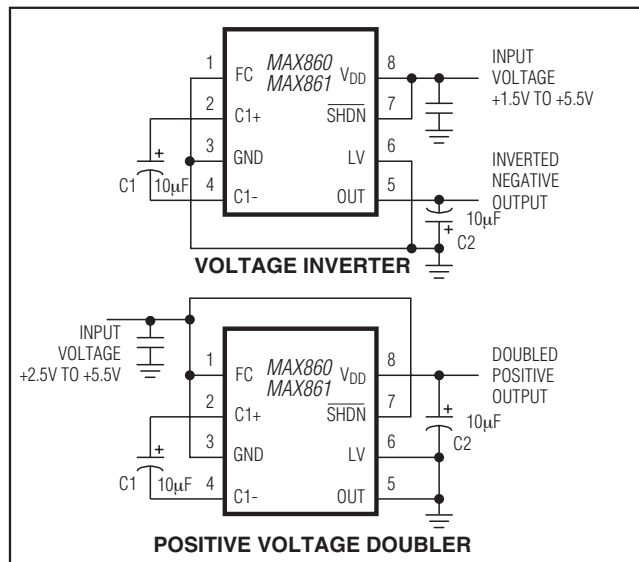 MAX860
MAX861
1
FC
2
C1+
3
GND
4
C1-
8
VDD
7
SHDN
6
LV
5
OUT
INPUT
VOLTAGE
+1.5V TO +5.5V
INVERTED
NEGATIVE
OUTPUT
+
C1
10µF
10µF
+
C2
VOLTAGE INVERTER
INPUT
VOLTAGE
+2.5V TO +5.5V
MAX860
MAX861
1
FC
2
C1+
3
GND
4
C1-
8
VDD
7
SHDN
6
LV
5
OUT
DOUBLED
POSITIVE
OUTPUT
+
C1
10µF
+
10µF
C2
POSITIVE VOLTAGE DOUBLER